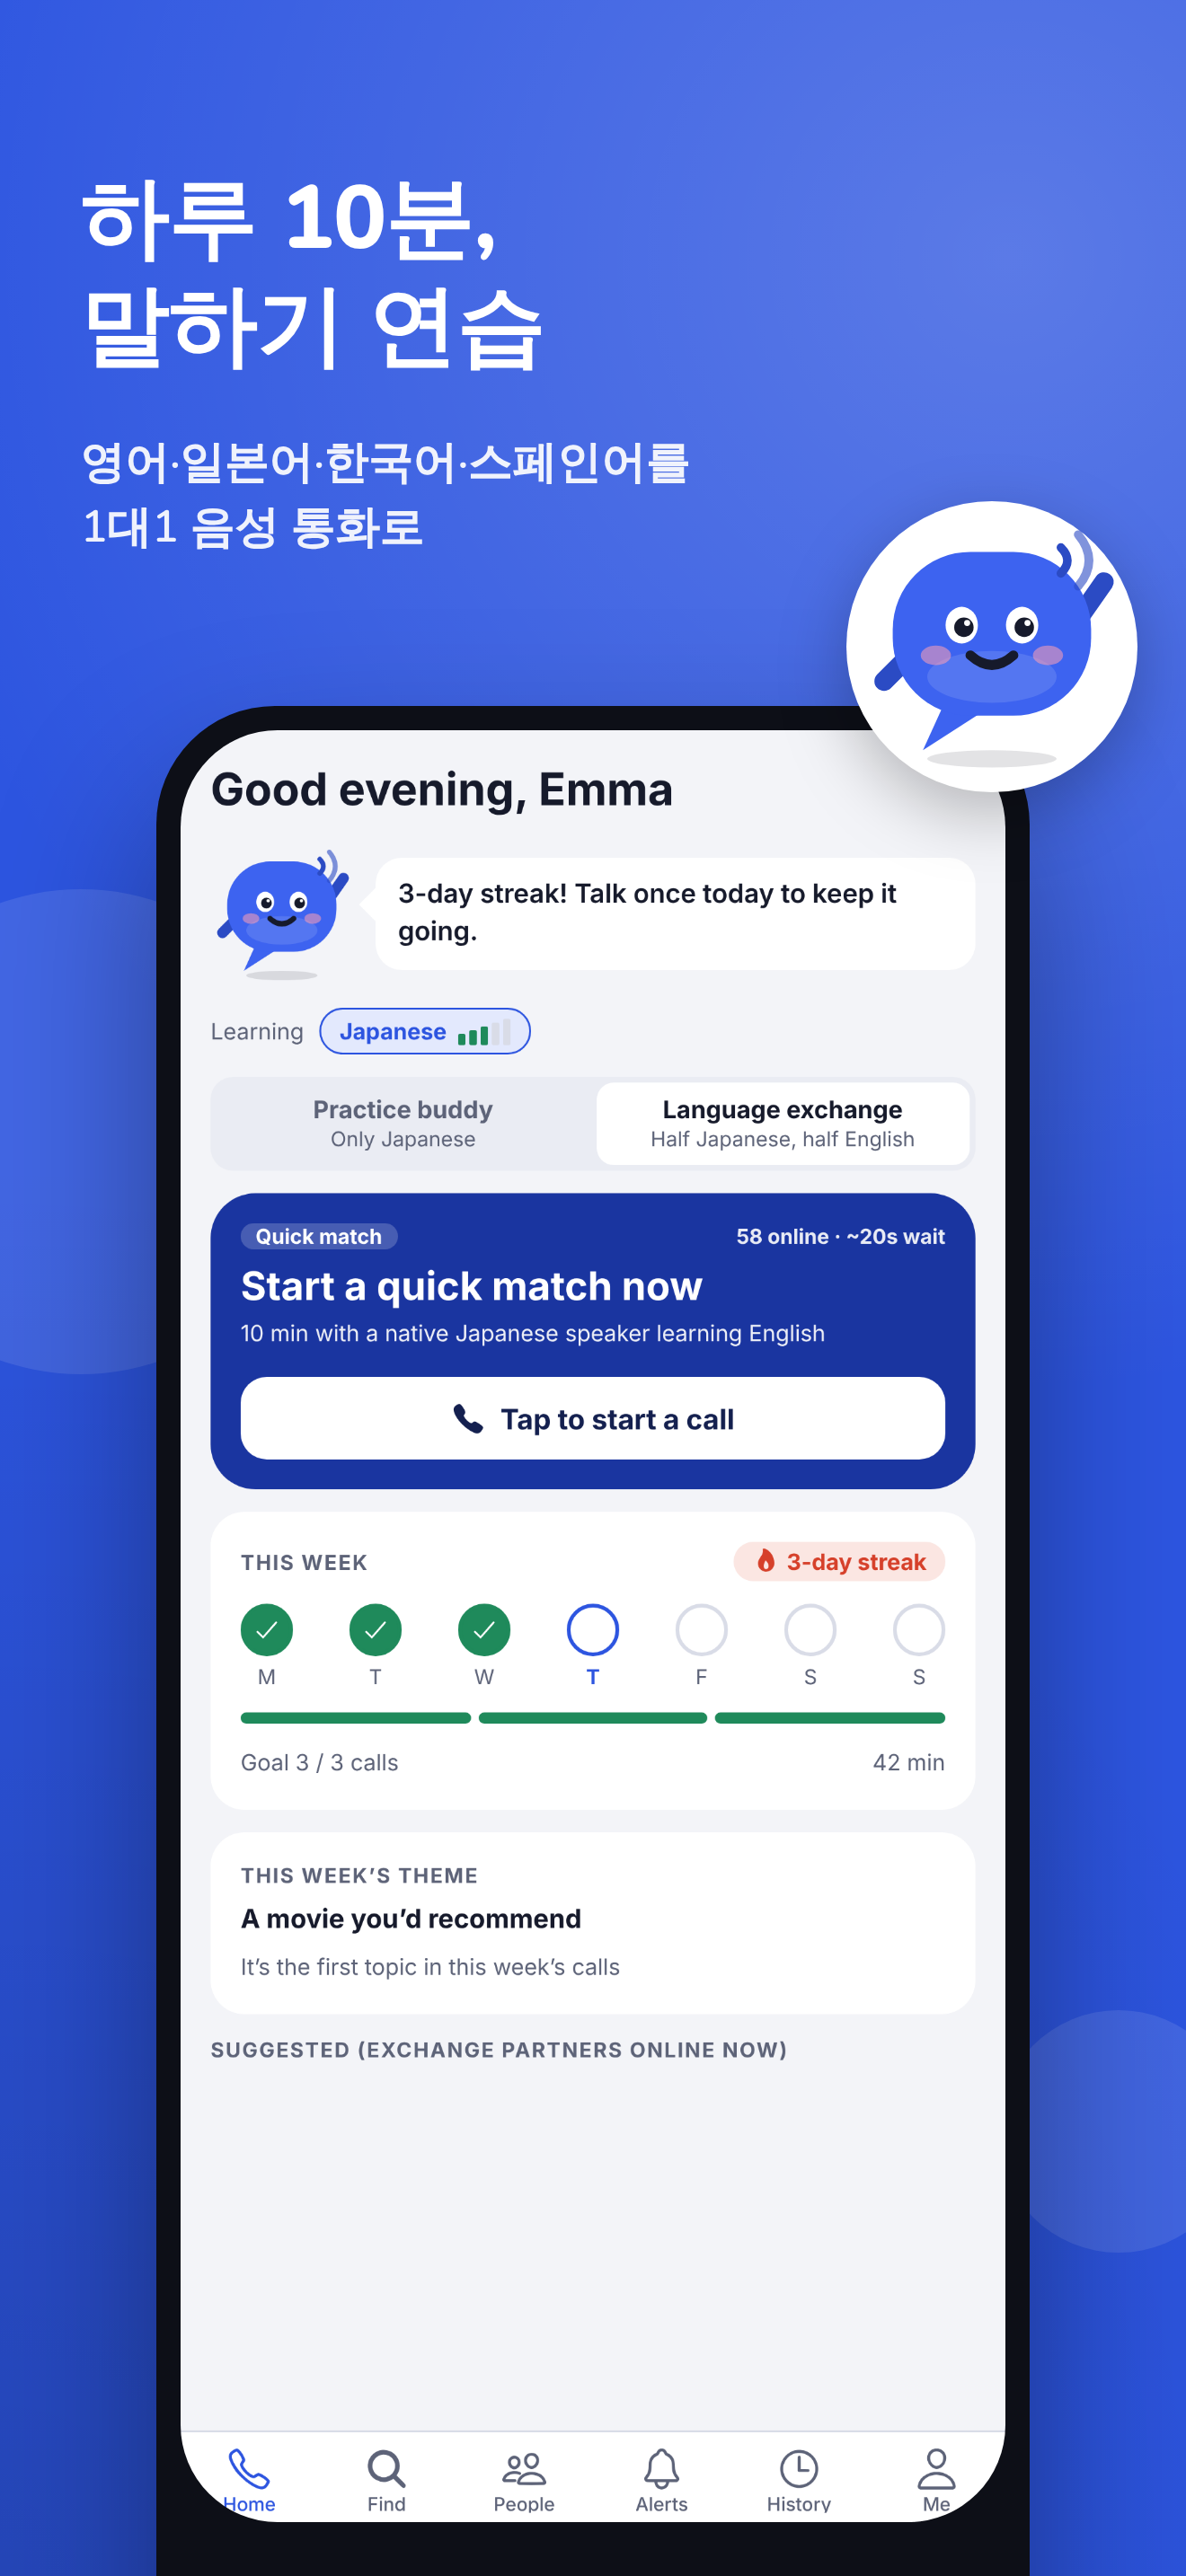 하루 10분,
말하기 연습
영어·일본어·한국어·스페인어를
1대1 음성 통화로
Good evening, Emma
3-day streak! Talk once today to keep it
going.
Learning
Japanese
Practice buddy
Only Japanese
Language exchange
Half Japanese, half English
Quick match
58 online · ~20s wait
Start a quick match now
10 min with a native Japanese speaker learning English
Tap to start a call
THIS WEEK
3-day streak
M T W T F S S
Goal 3 / 3 calls
42 min
THIS WEEK’S THEME
A movie you’d recommend
It’s the first topic in this week’s calls
SUGGESTED (EXCHANGE PARTNERS ONLINE NOW)
Home Find People Alerts History Me